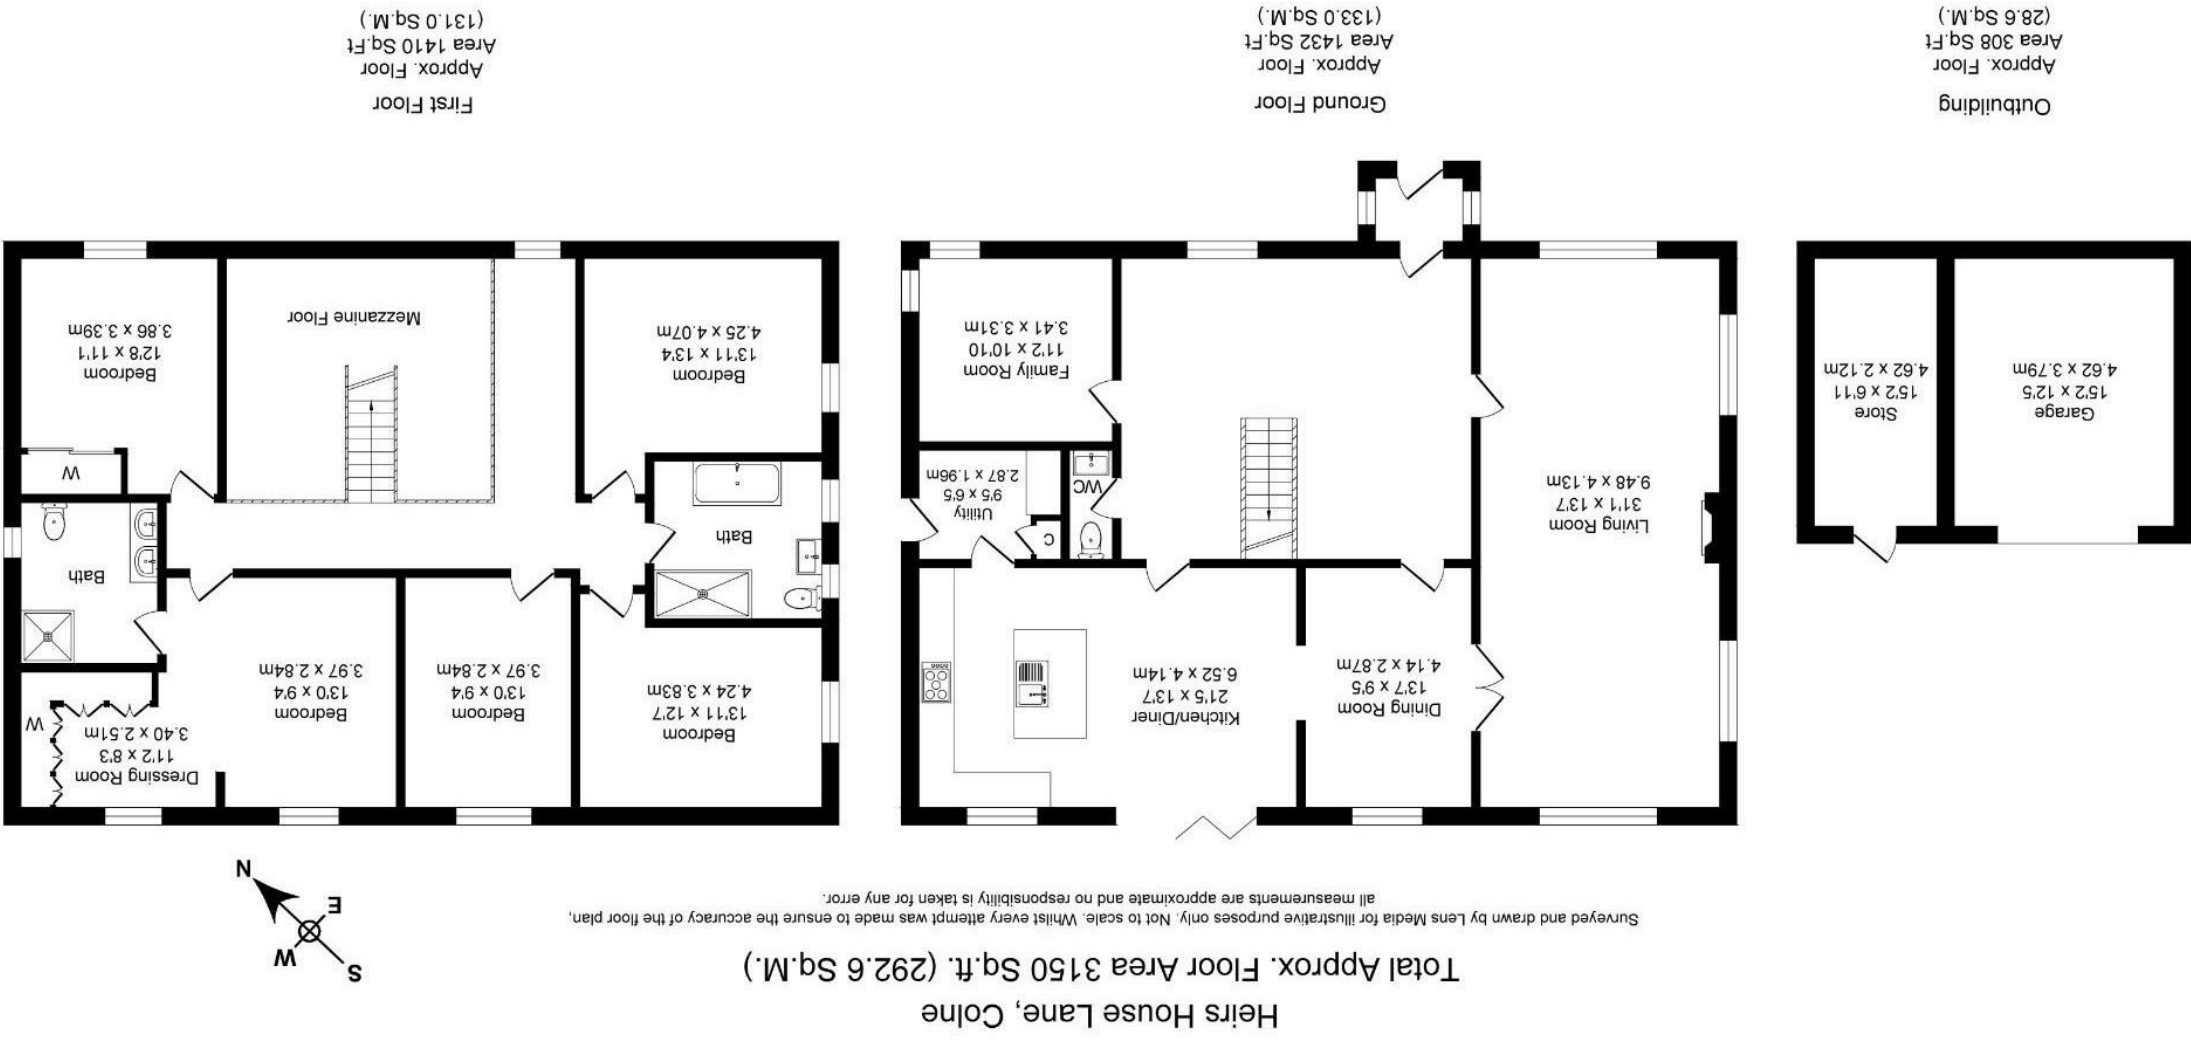 Heirs House Lane, Colne
Total Approx. Floor Area 3150 Sq.ft. (292.6 Sq.M.)
Surveyed and drawn by Lens Media for illustrative purposes only. Not to scale. Whilst every attempt was made to ensure the accuracy of the floor plan,
all measurements are approximate and no responsibility is taken for any error.
S
W
E
N
Living Room
31'1 x 13'7
9.48 x 4.13m
Dining Room
13'7 x 9'5
4.14 x 2.87m
Kitchen/Diner
21'5 x 13'7
6.52 x 4.14m
C
WC
Utility
9'5 x 6'5
2.87 x 1.96m
Family Room
11'2 x 10'10
3.41 x 3.31m
Bedroom
13'11 x 12'7
4.24 x 3.83m
Bedroom
13'0 x 9'4
3.97 x 2.84m
Bedroom
13'0 x 9'4
3.97 x 2.84m
Dressing Room
11'2 x 8'3
3.40 x 2.51m
W
Bath
Bath
W
Bedroom
13'11 x 13'4
4.25 x 4.07m
Mezzanine Floor
Bedroom
12'8 x 11'1
3.86 x 3.39m
Garage
15'2 x 12'5
4.62 x 3.79m
Store
15'2 x 6'11
4.62 x 2.12m
Outbuilding
Approx. Floor
Area 308 Sq.Ft
(28.6 Sq.M.)
Ground Floor
Approx. Floor
Area 1432 Sq.Ft
(133.0 Sq.M.)
First Floor
Approx. Floor
Area 1410 Sq.Ft
(131.0 Sq.M.)